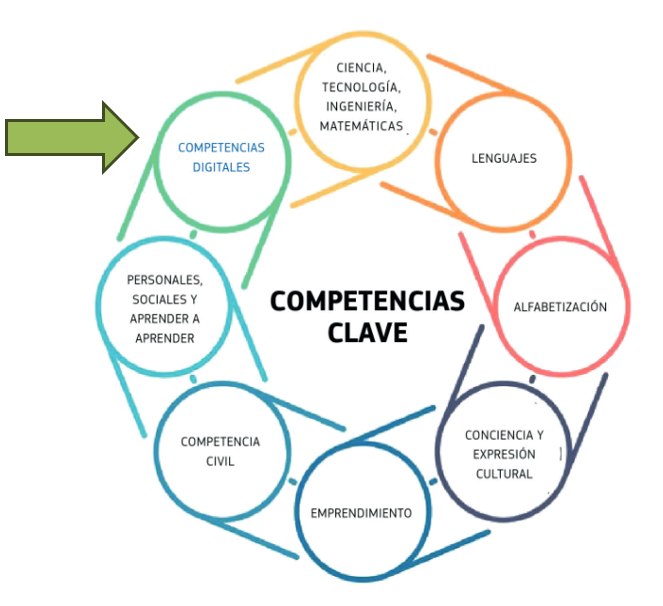 CIENCIA,
TECNOLOGÍA,
INGENIERÍA,
MATEMÁTICAS
COMPETENCIAS
DIGITALES
LENGUAJES
PERSONALES,
SOCIALES Y
APRENDER A
APRENDER
COMPETENCIAS
CLAVE
ALFABETIZACIÓN
COMPETENCIA
CIVIL
CONCIENCIA Y
EXPRESIÓN
CULTURAL
EMPRENDIMIENTO